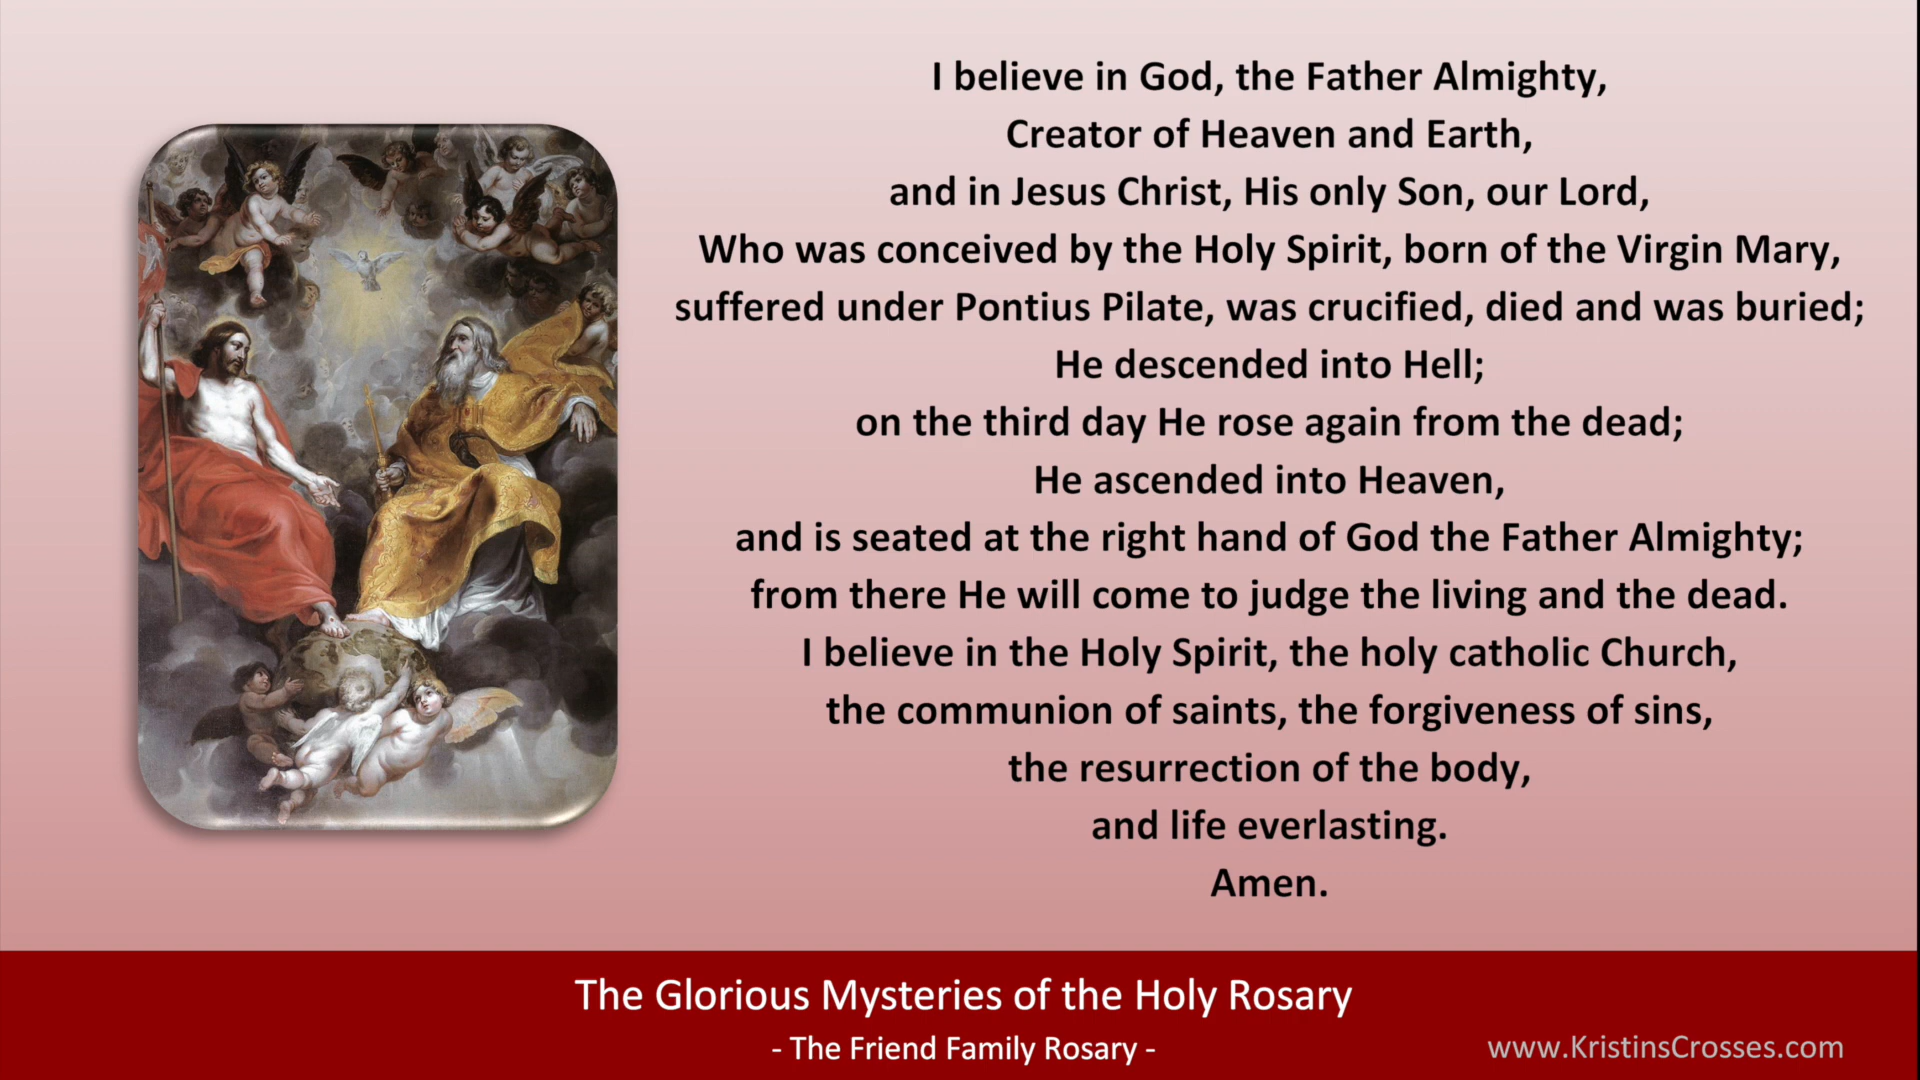 I believe in God, the Father Almighty,
Creator of Heaven and Earth,
and in Jesus Christ, His only Son, our Lord,
Who was conceived by the Holy Spirit, born of the Virgin Mary,
suffered under Pontius Pilate, was crucified, died and was buried;
He descended into Hell;
on the third day He rose again from the dead;
He ascended into Heaven,
and is seated at the right hand of God the Father Almighty;
from there He will come to judge the living and the dead.
I believe in the Holy Spirit, the holy catholic Church,
the communion of saints, the forgiveness of sins,
the resurrection of the body,
and life everlasting.
Amen.
The Glorious Mysteries of the Holy Rosary
- The Friend Family Rosary -
www.KristinsCrosses.com